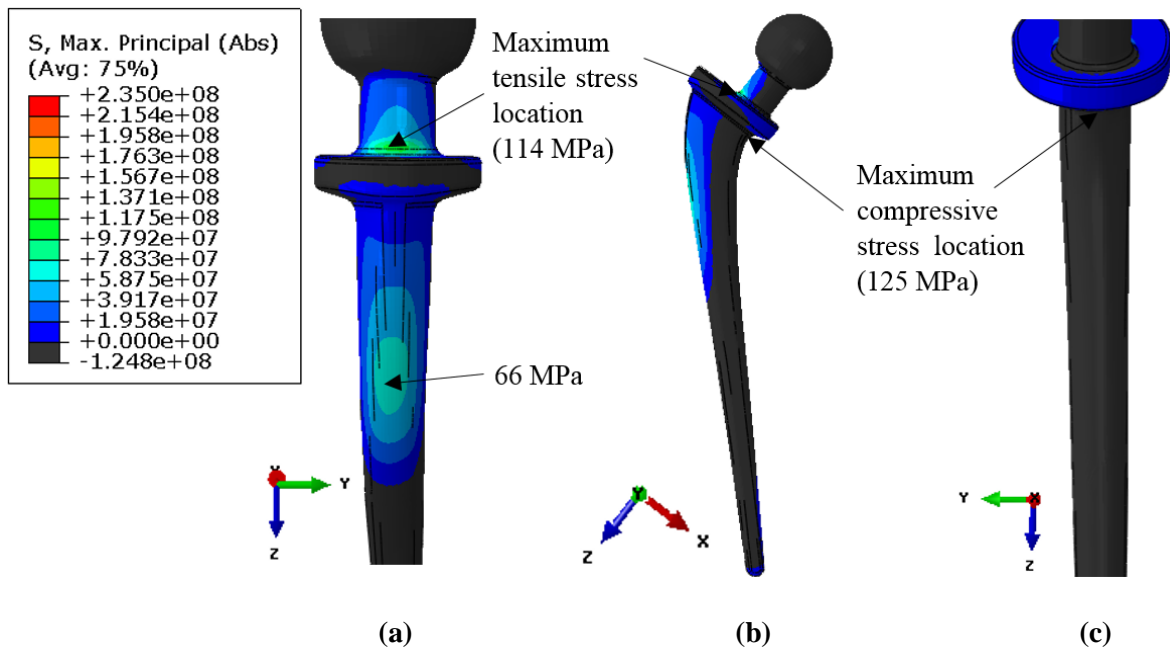 S, Max. Principal (Abs)
(Avg: 75%)
+2.350e+08
+2.154e+08
+1.958e+08
+1.763e+08
+1.567e+08
+1.371e+08
+1.175e+08
+9.792e+07
+7.833e+07
+5.875e+07
+3.917e+07
+1.958e+07
+0.000e+00
-1.248e+08
Maximum
tensile stress
location
(114 MPa)
66 MPa
Maximum
compressive
stress location
(125 MPa)
X
Y
Z
Y
Z
X
Y
X
Z
(a)
(b)
(c)